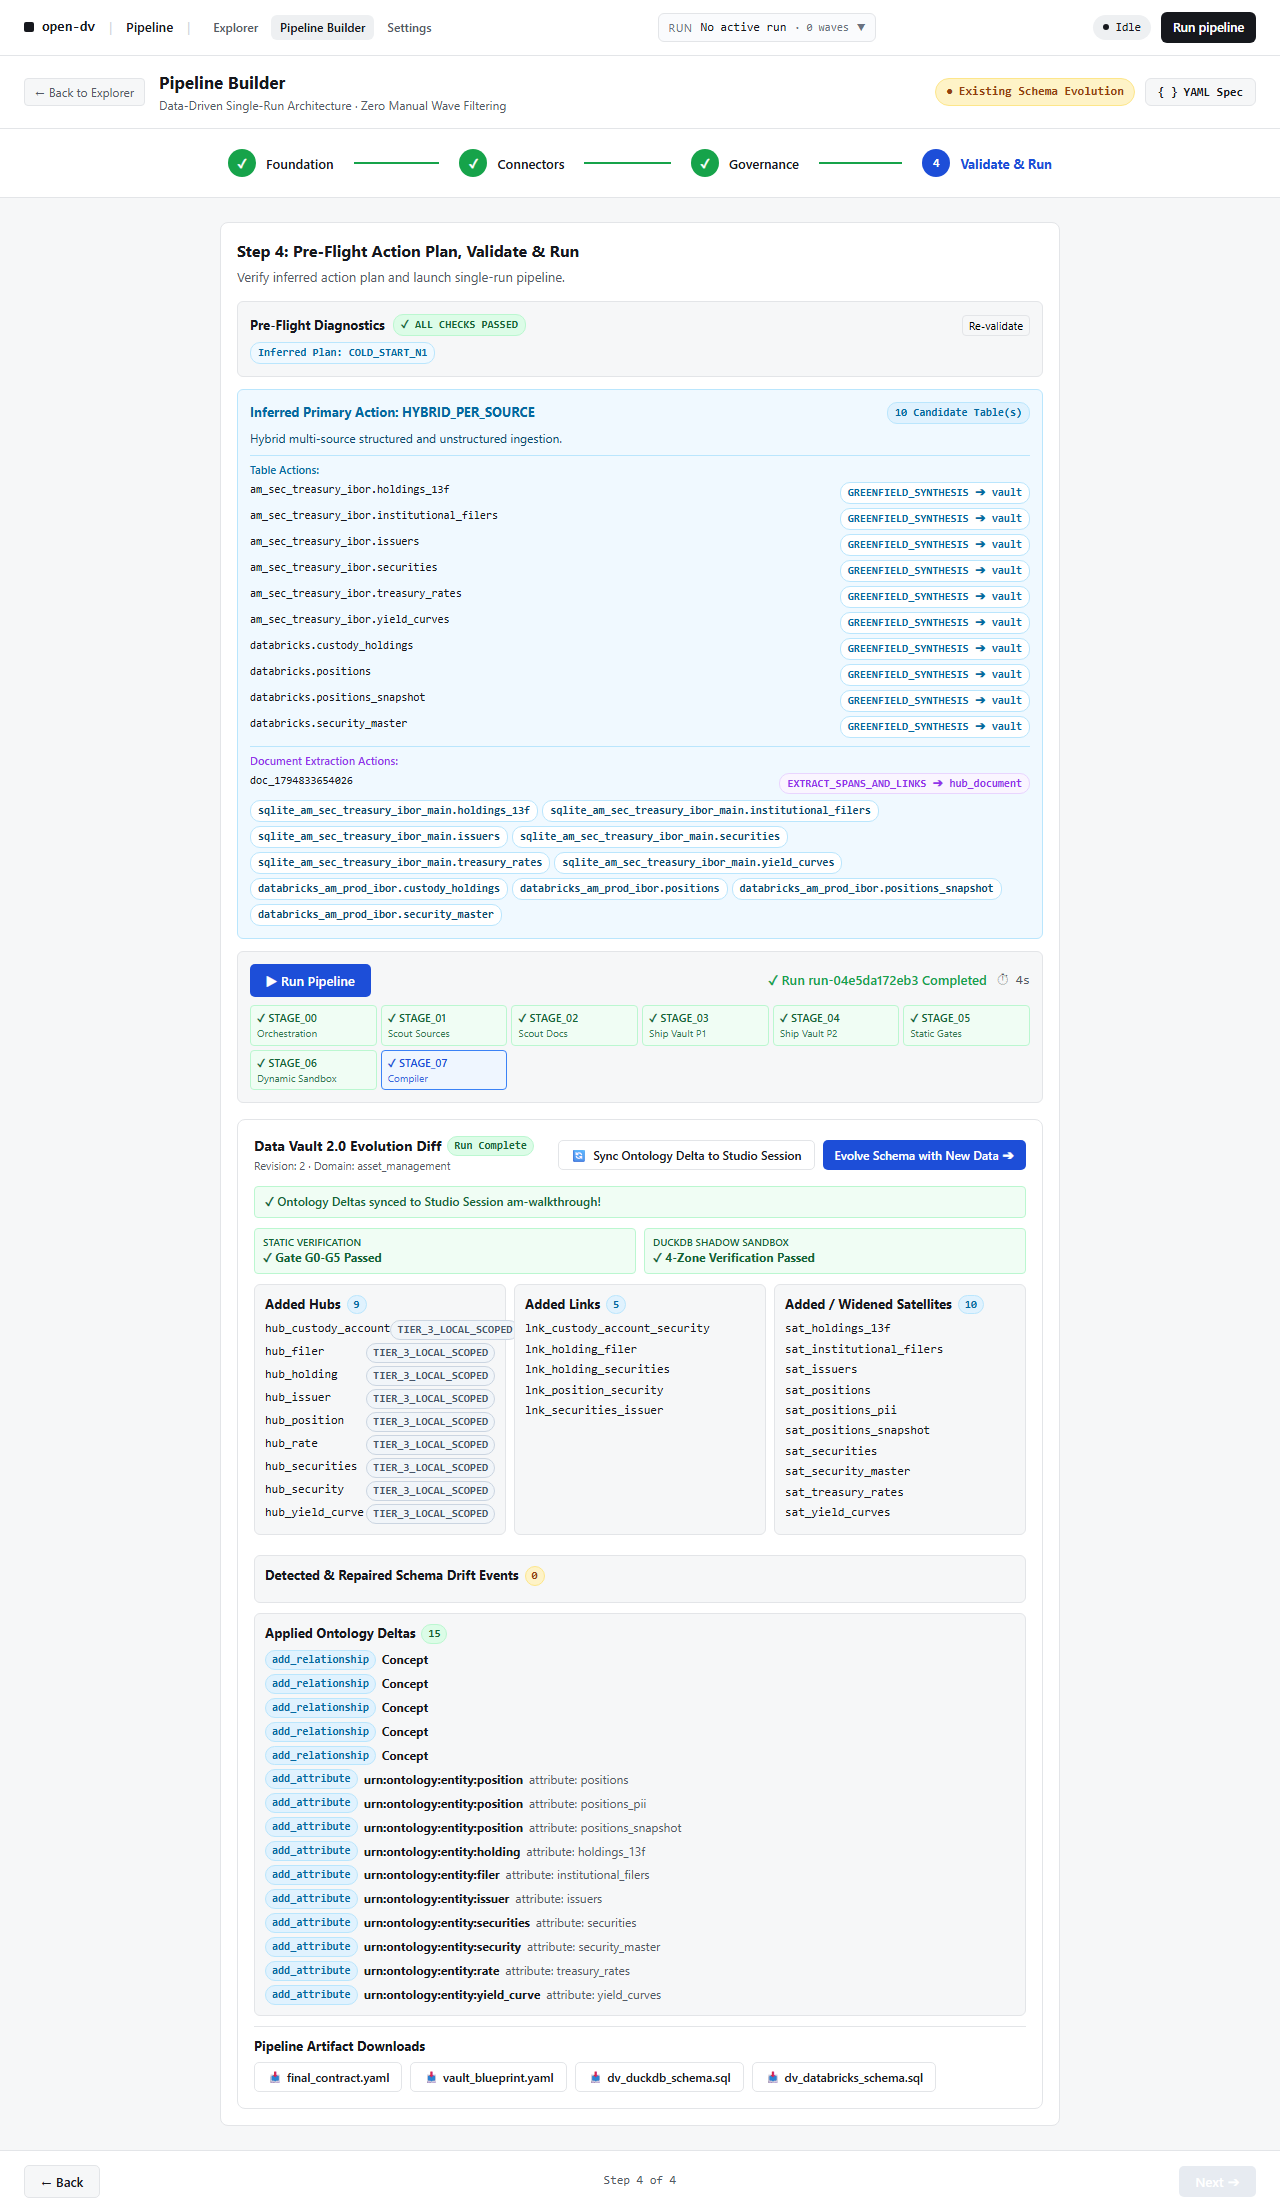 open-dv | Pipeline | Explorer Pipeline Builder Settings RUN No active run · 0 waves ▼ ● Idle Run pipeline
← Back to Explorer Pipeline Builder ● Existing Schema Evolution { } YAML Spec
Data-Driven Single-Run Architecture · Zero Manual Wave Filtering
✓ Foundation ✓ Connectors ✓ Governance 4 Validate & Run
Step 4: Pre-Flight Action Plan, Validate & Run
Verify inferred action plan and launch single-run pipeline.
Pre-Flight Diagnostics ✓ ALL CHECKS PASSED Re-validate
Inferred Plan: COLD_START_N1
Inferred Primary Action: HYBRID_PER_SOURCE 10 Candidate Table(s)
Hybrid multi-source structured and unstructured ingestion.
Table Actions:
am_sec_treasury_ibor.holdings_13f GREENFIELD_SYNTHESIS ➔ vault
am_sec_treasury_ibor.institutional_filers GREENFIELD_SYNTHESIS ➔ vault
am_sec_treasury_ibor.issuers GREENFIELD_SYNTHESIS ➔ vault
am_sec_treasury_ibor.securities GREENFIELD_SYNTHESIS ➔ vault
am_sec_treasury_ibor.treasury_rates GREENFIELD_SYNTHESIS ➔ vault
am_sec_treasury_ibor.yield_curves GREENFIELD_SYNTHESIS ➔ vault
databricks.custody_holdings GREENFIELD_SYNTHESIS ➔ vault
databricks.positions GREENFIELD_SYNTHESIS ➔ vault
databricks.positions_snapshot GREENFIELD_SYNTHESIS ➔ vault
databricks.security_master GREENFIELD_SYNTHESIS ➔ vault
Document Extraction Actions:
doc_1794833654026 EXTRACT_SPANS_AND_LINKS ➔ hub_document
sqlite_am_sec_treasury_ibor_main.holdings_13f sqlite_am_sec_treasury_ibor_main.institutional_filers
sqlite_am_sec_treasury_ibor_main.issuers sqlite_am_sec_treasury_ibor_main.securities
sqlite_am_sec_treasury_ibor_main.treasury_rates sqlite_am_sec_treasury_ibor_main.yield_curves
databricks_am_prod_ibor.custody_holdings databricks_am_prod_ibor.positions databricks_am_prod_ibor.positions_snapshot
databricks_am_prod_ibor.security_master
▶ Run Pipeline ✓ Run run-04e5da172eb3 Completed ⏱ 4s
✓ STAGE_00 ✓ STAGE_01 ✓ STAGE_02 ✓ STAGE_03 ✓ STAGE_04 ✓ STAGE_05
Orchestration Scout Sources Scout Docs Ship Vault P1 Ship Vault P2 Static Gates
✓ STAGE_06 ✓ STAGE_07
Dynamic Sandbox Compiler
Data Vault 2.0 Evolution Diff Run Complete Sync Ontology Delta to Studio Session Evolve Schema with New Data ➔
Revision: 2 · Domain: asset_management
✓ Ontology Deltas synced to Studio Session am-walkthrough!
STATIC VERIFICATION DUCKDB SHADOW SANDBOX
✓ Gate G0-G5 Passed ✓ 4-Zone Verification Passed
Added Hubs 9
hub_custody_account TIER_3_LOCAL_SCOPED
hub_filer TIER_3_LOCAL_SCOPED
hub_holding TIER_3_LOCAL_SCOPED
hub_issuer TIER_3_LOCAL_SCOPED
hub_position TIER_3_LOCAL_SCOPED
hub_rate TIER_3_LOCAL_SCOPED
hub_securities TIER_3_LOCAL_SCOPED
hub_security TIER_3_LOCAL_SCOPED
hub_yield_curve TIER_3_LOCAL_SCOPED
Added Links 5
lnk_custody_account_security
lnk_holding_filer
lnk_holding_securities
lnk_position_security
lnk_securities_issuer
Added / Widened Satellites 10
sat_holdings_13f
sat_institutional_filers
sat_issuers
sat_positions
sat_positions_pii
sat_positions_snapshot
sat_securities
sat_security_master
sat_treasury_rates
sat_yield_curves
Detected & Repaired Schema Drift Events 0
Applied Ontology Deltas 15
add_relationship Concept
add_relationship Concept
add_relationship Concept
add_relationship Concept
add_relationship Concept
add_attribute urn:ontology:entity:position attribute: positions
add_attribute urn:ontology:entity:position attribute: positions_pii
add_attribute urn:ontology:entity:position attribute: positions_snapshot
add_attribute urn:ontology:entity:holding attribute: holdings_13f
add_attribute urn:ontology:entity:filer attribute: institutional_filers
add_attribute urn:ontology:entity:issuer attribute: issuers
add_attribute urn:ontology:entity:securities attribute: securities
add_attribute urn:ontology:entity:security attribute: security_master
add_attribute urn:ontology:entity:rate attribute: treasury_rates
add_attribute urn:ontology:entity:yield_curve attribute: yield_curves
Pipeline Artifact Downloads
final_contract.yaml vault_blueprint.yaml dv_duckdb_schema.sql dv_databricks_schema.sql
← Back Step 4 of 4 Next ➔